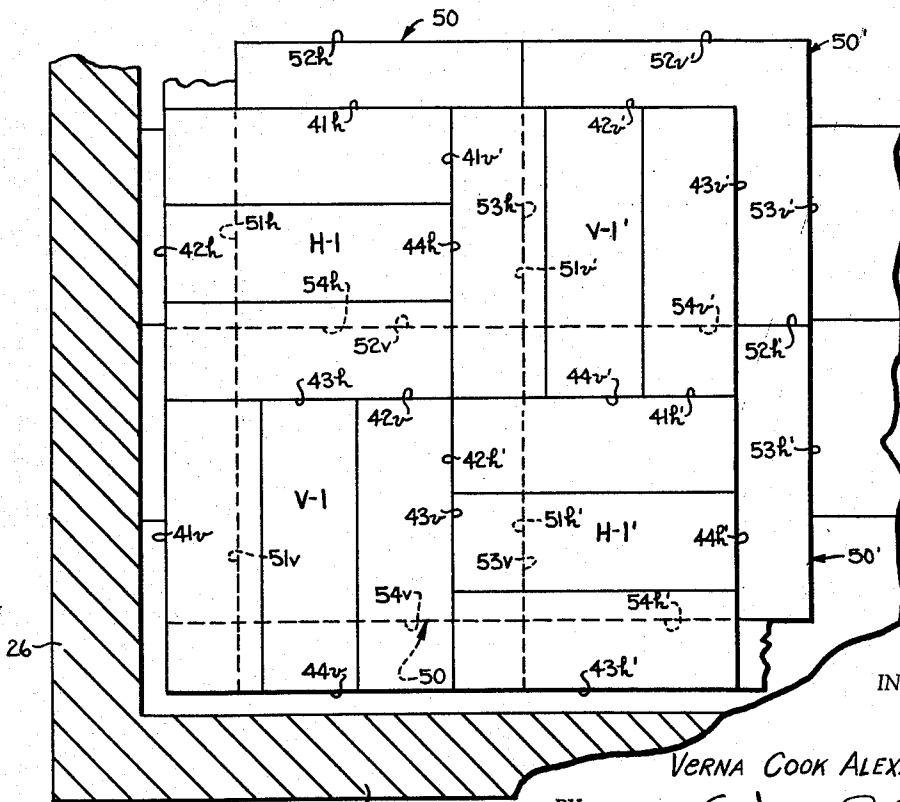 50
52h 52v' 50'
41h 42v'
41v' 43v'
53h 53v'
51h V-1'
42h H-1 44h
51v'
54h 54v'
52v 52h'
43h 44v'
42v 41h'
42h' 53h'
V-1
43v 51h' H-1' 44h'
41v 51v 53v 50'
54v 54h'
26
44v 50 43h'
IN
VERNA COOK ALEX
BY